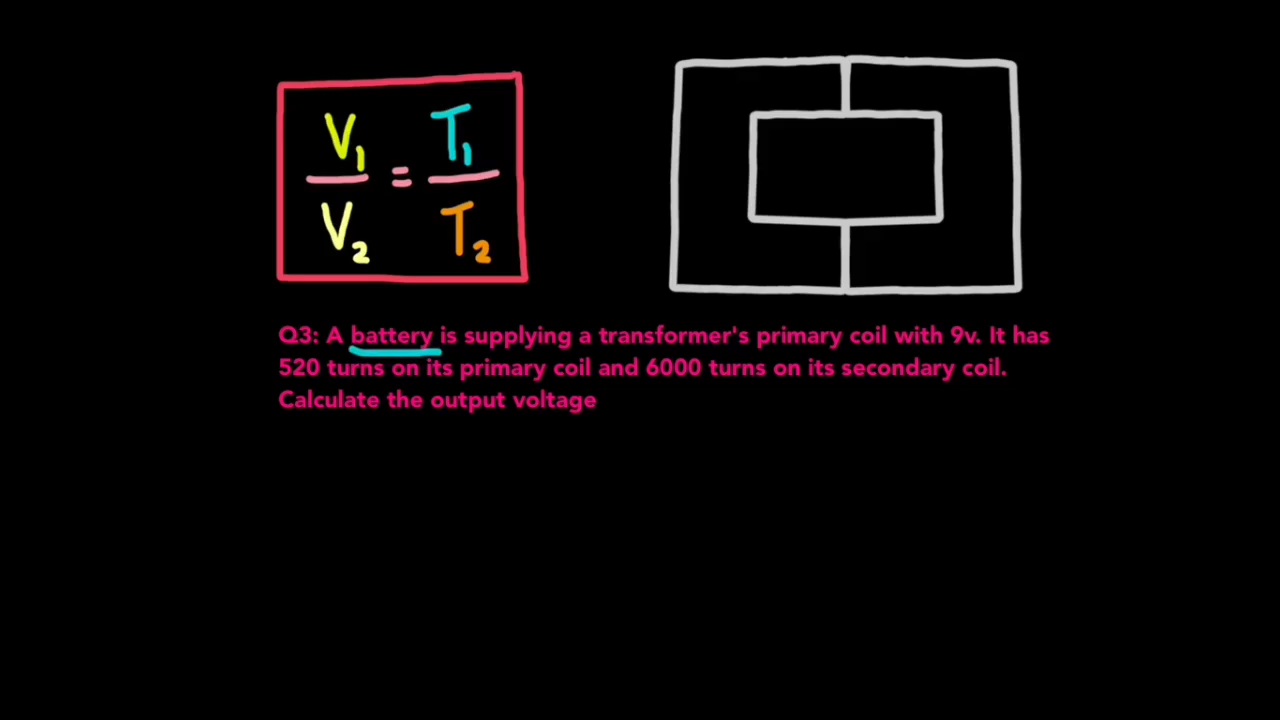 V1 = T1
V2 T2
Q3: A battery is supplying a transformer's primary coil with 9v. It has
520 turns on its primary coil and 6000 turns on its secondary coil.
Calculate the output voltage